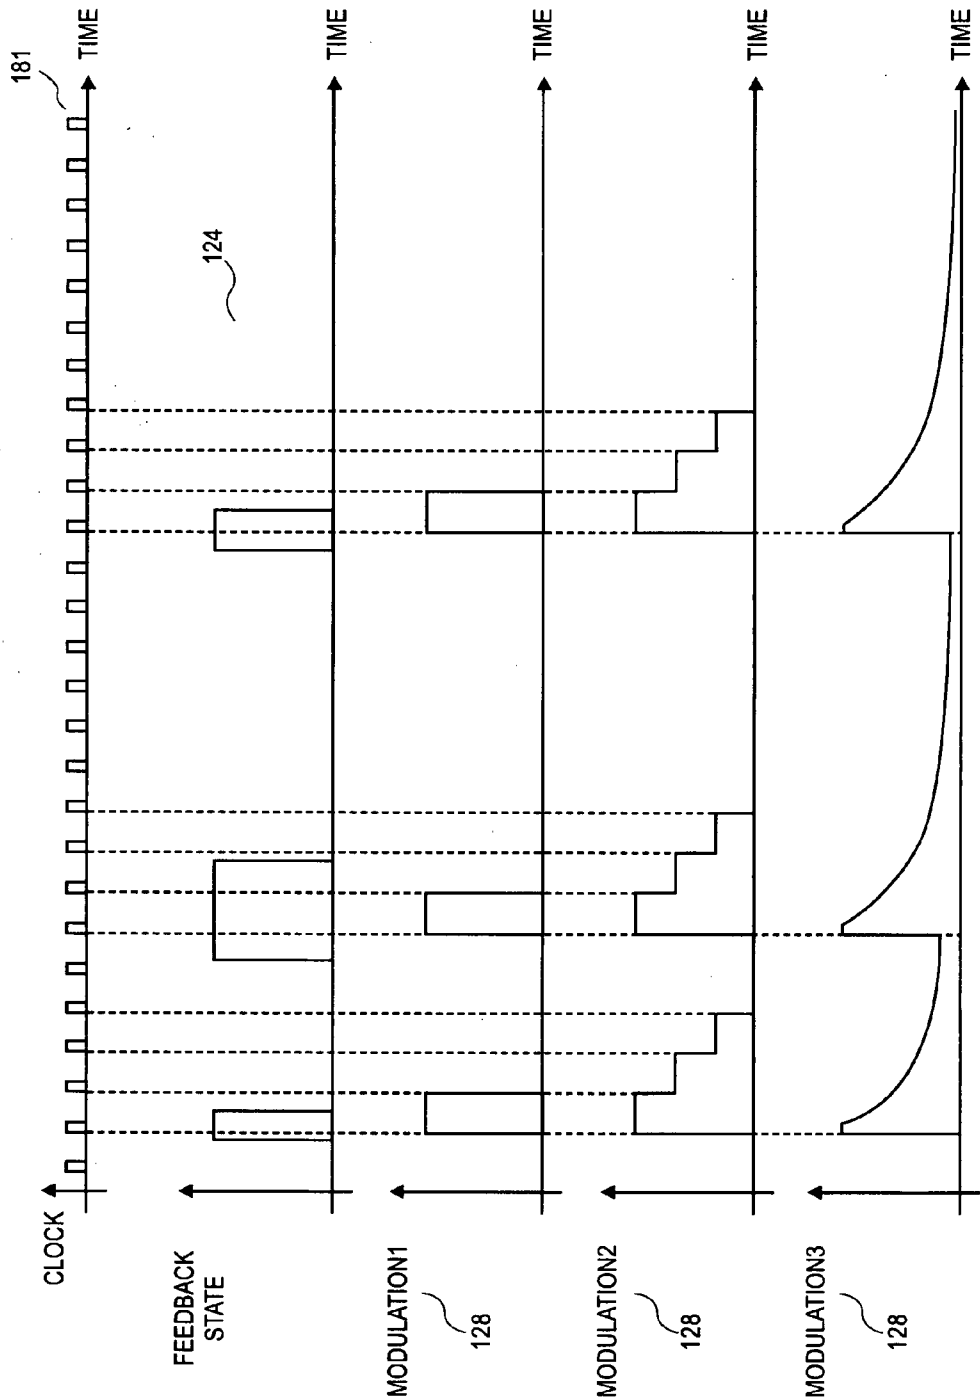 CLOCK
181
TIME
FEEDBACK
STATE
124
TIME
MODULATION1
128
TIME
MODULATION2
128
TIME
MODULATION3
128
TIME